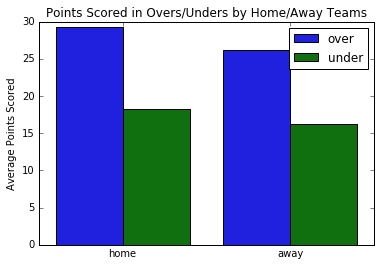 Points Scored in Overs/Unders by Home/Away Teams
30
25
20
15
10
5
0
Average Points Scored
over
under
home away